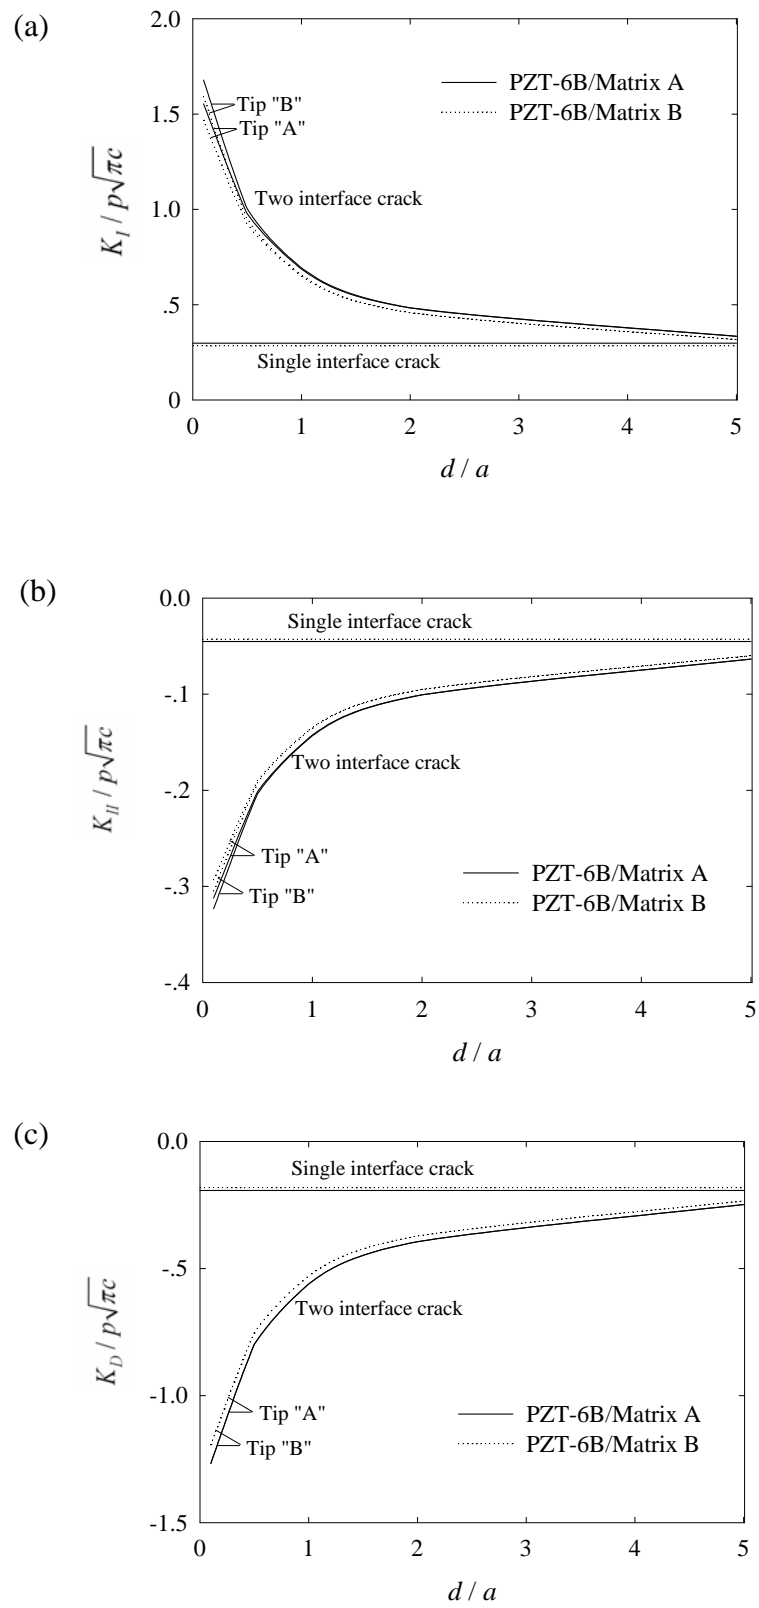 (a)
2.0
PZT-6B/Matrix A
PZT-6B/Matrix B
1.5
Tip "B"
Tip "A"
Two interface crack
1.0
K_I / p√πc
.5
Single interface crack
0
0 1 2 3 4 5
d / a
(b)
0.0
Single interface crack
-.1
Two interface crack
K_II / p√πc
-.2
Tip "A"
Tip "B"
PZT-6B/Matrix A
PZT-6B/Matrix B
-.3
-.4
0 1 2 3 4 5
d / a
(c)
0.0
Single interface crack
-.5
Two interface crack
K_D / p√πc
-1.0
Tip "A"
Tip "B"
PZT-6B/Matrix A
PZT-6B/Matrix B
-1.5
0 1 2 3 4 5
d / a